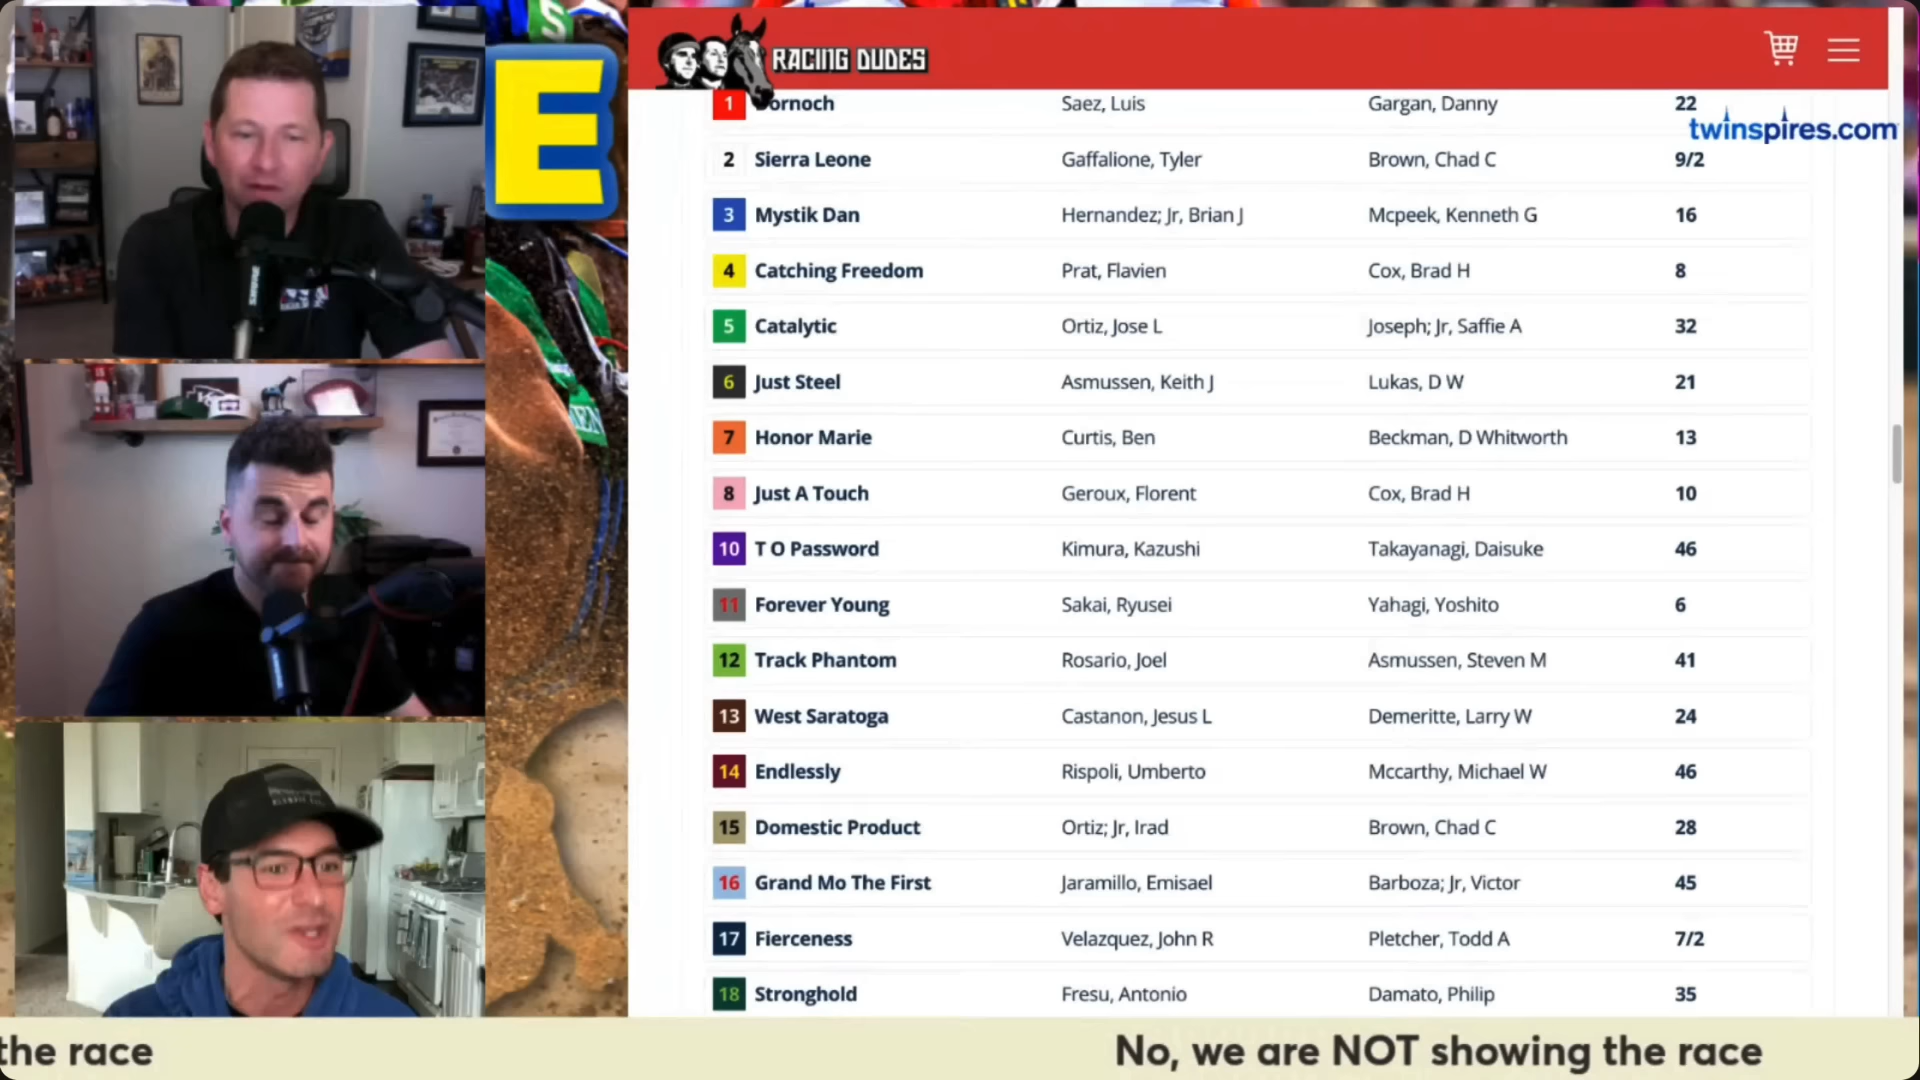 5
E
RACING DUDES
twinspires.com
1 Dornoch Saez, Luis Gargan, Danny 22
2 Sierra Leone Gaffalione, Tyler Brown, Chad C 9/2
3 Mystik Dan Hernandez; Jr, Brian J Mcpeek, Kenneth G 16
4 Catching Freedom Prat, Flavien Cox, Brad H 8
5 Catalytic Ortiz, Jose L Joseph; Jr, Saffie A 32
6 Just Steel Asmussen, Keith J Lukas, D W 21
7 Honor Marie Curtis, Ben Beckman, D Whitworth 13
8 Just A Touch Geroux, Florent Cox, Brad H 10
10 T O Password Kimura, Kazushi Takayanagi, Daisuke 46
11 Forever Young Sakai, Ryusei Yahagi, Yoshito 6
12 Track Phantom Rosario, Joel Asmussen, Steven M 41
13 West Saratoga Castanon, Jesus L Demeritte, Larry W 24
14 Endlessly Rispoli, Umberto Mccarthy, Michael W 46
15 Domestic Product Ortiz; Jr, Irad Brown, Chad C 28
16 Grand Mo The First Jaramillo, Emisael Barboza; Jr, Victor 45
17 Fierceness Velazquez, John R Pletcher, Todd A 7/2
18 Stronghold Fresu, Antonio Damato, Philip 35
the race No, we are NOT showing the race